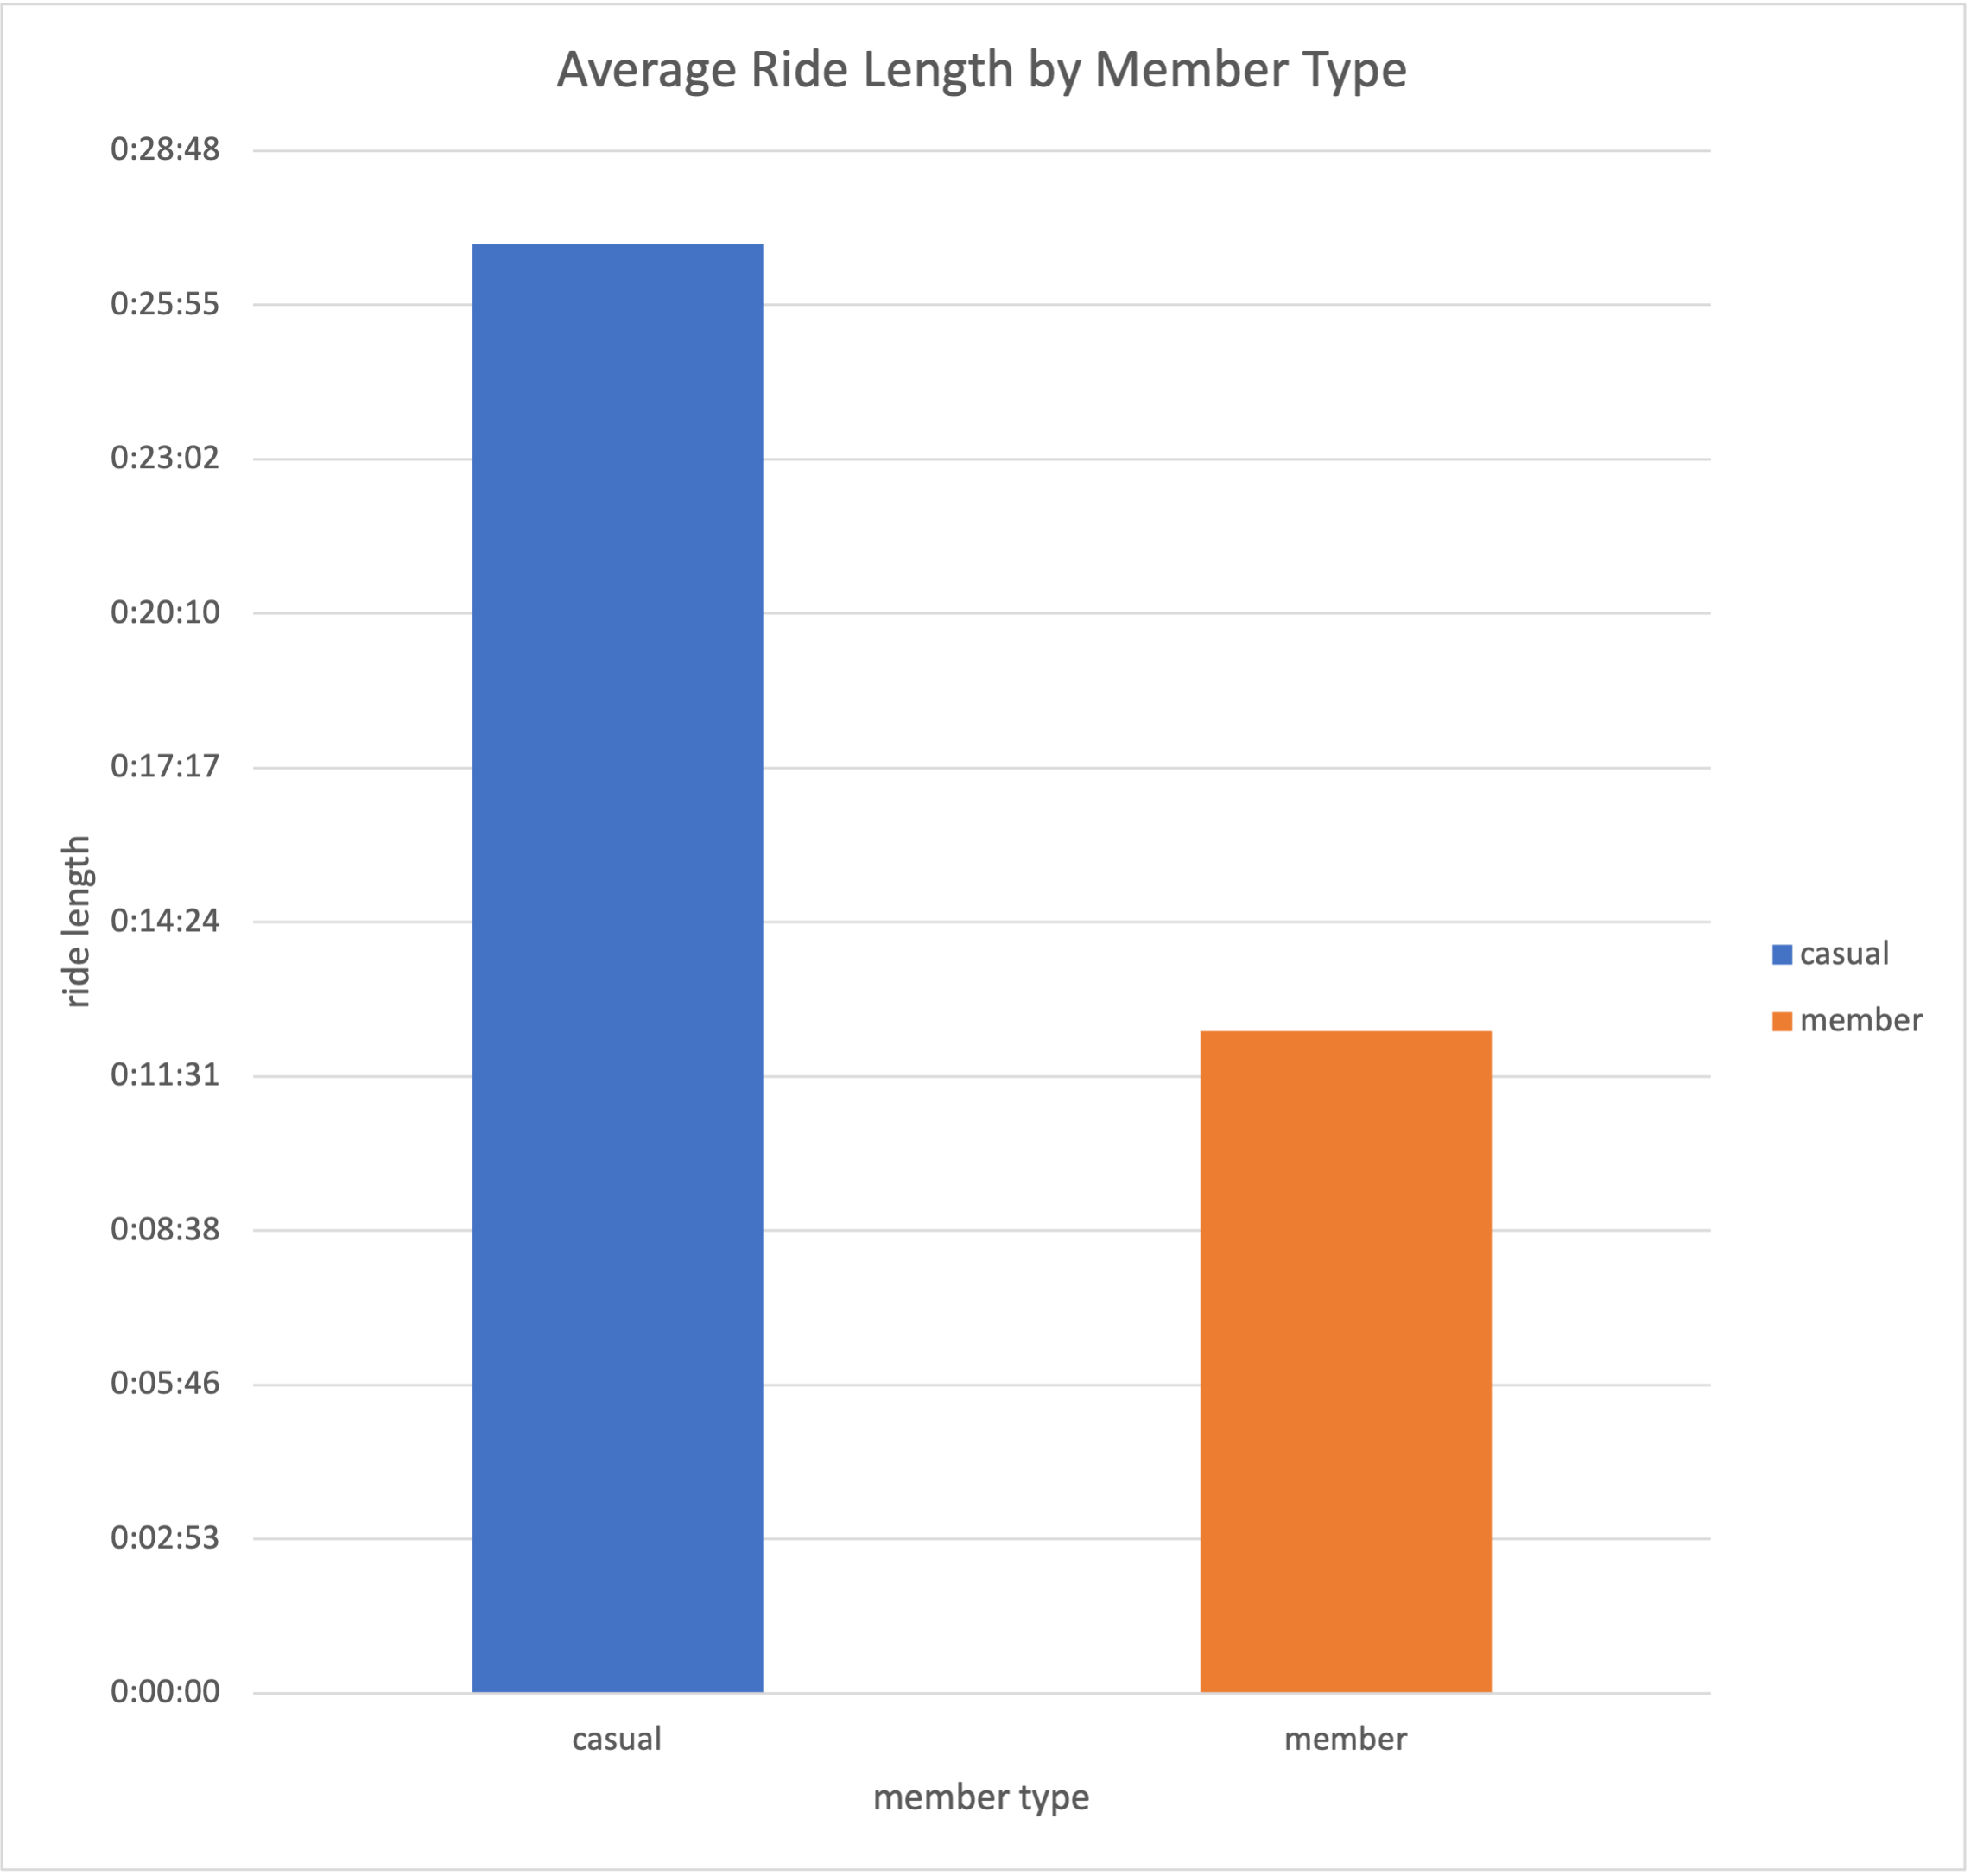 Average Ride Length by Member Type
0:28:48
0:25:55
0:23:02
0:20:10
0:17:17
0:14:24
0:11:31
0:08:38
0:05:46
0:02:53
0:00:00
ride length
casual
member
member type
casual
member